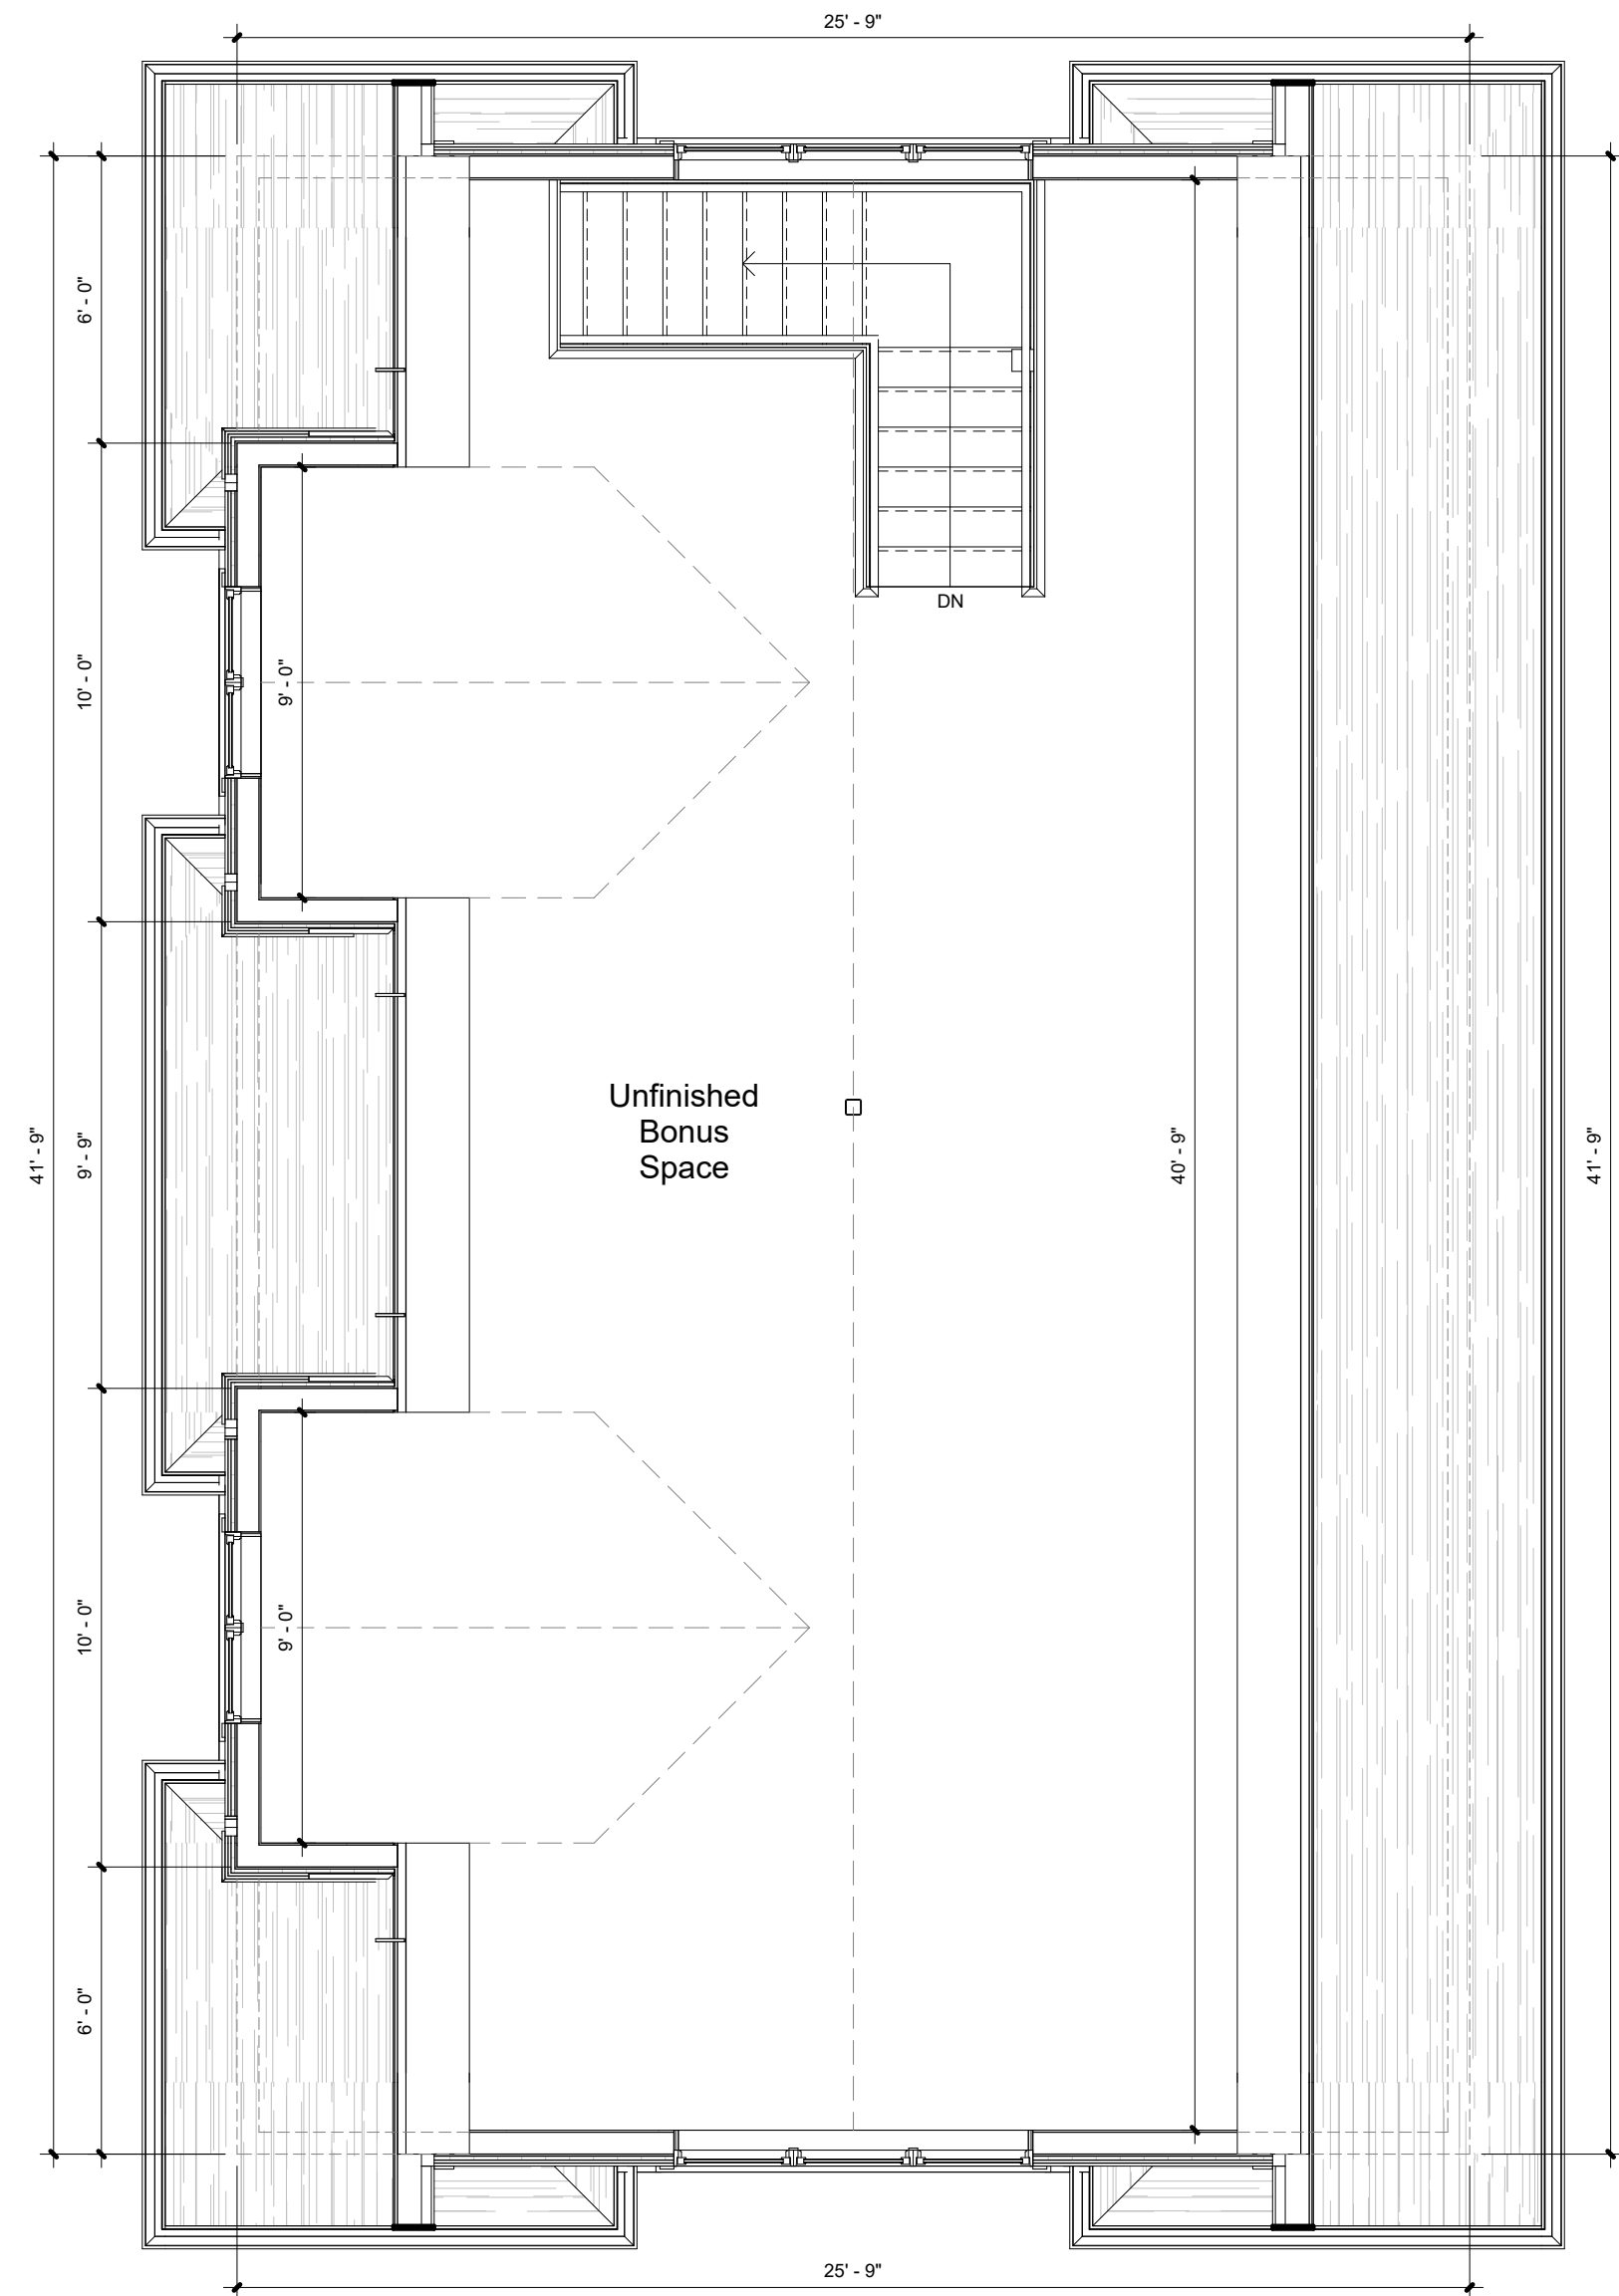 25' - 9"
6' - 0"
10' - 0"
9' - 0"
DN
Unfinished
Bonus
Space
41' - 9"
9' - 9"
40' - 9"
41' - 9"
10' - 0"
9' - 0"
6' - 0"
25' - 9"